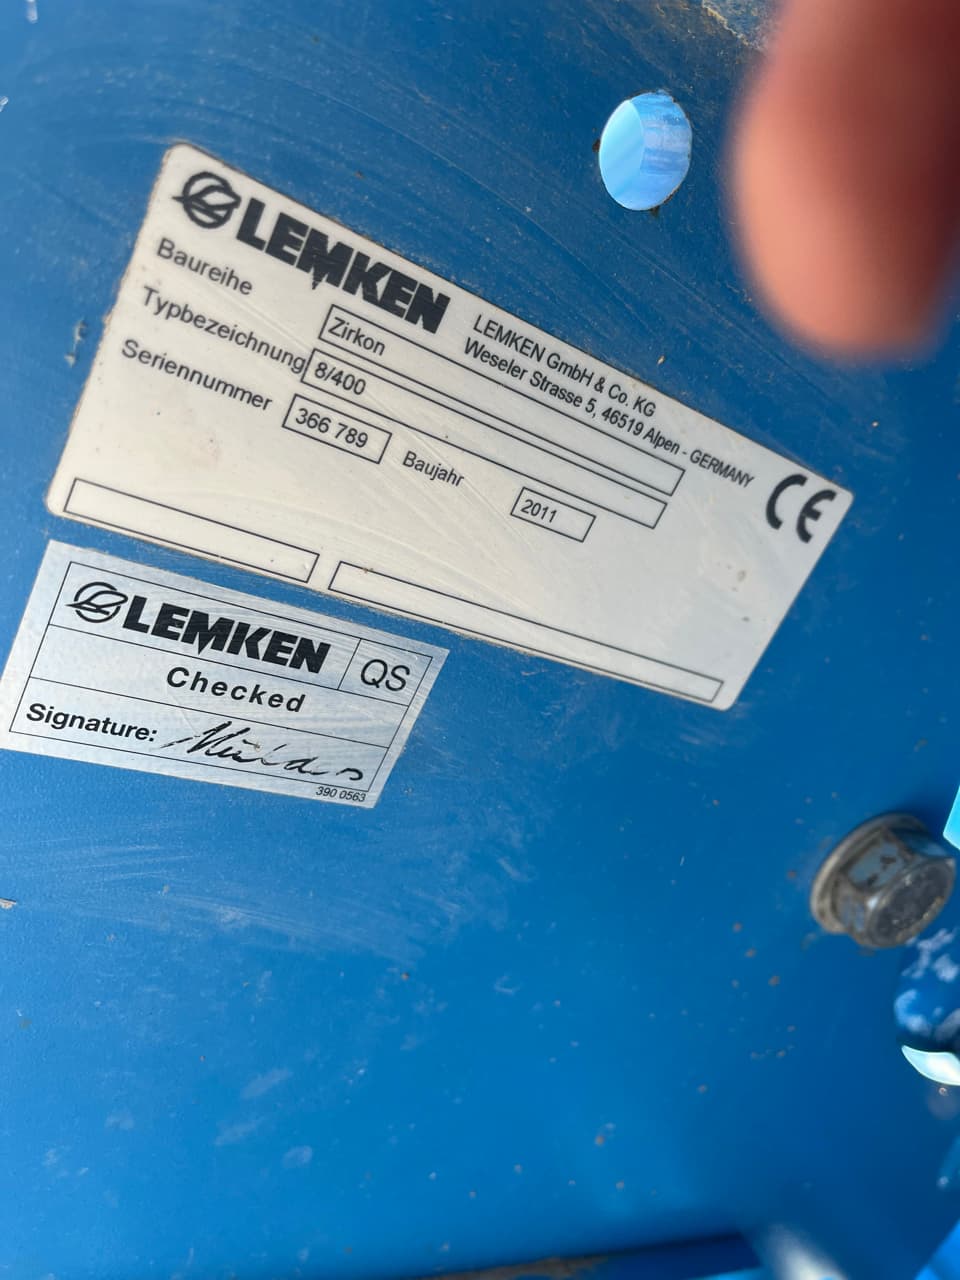 LEMKEN
LEMKEN GmbH & Co. KG
Weseler Strasse 5, 46519 Alpen - GERMANY
Baureihe Zirkon
Typbezeichnung 8/400
Seriennummer 366 789 Baujahr 2011
CE
LEMKEN QS
Checked
Signature:
390 0563